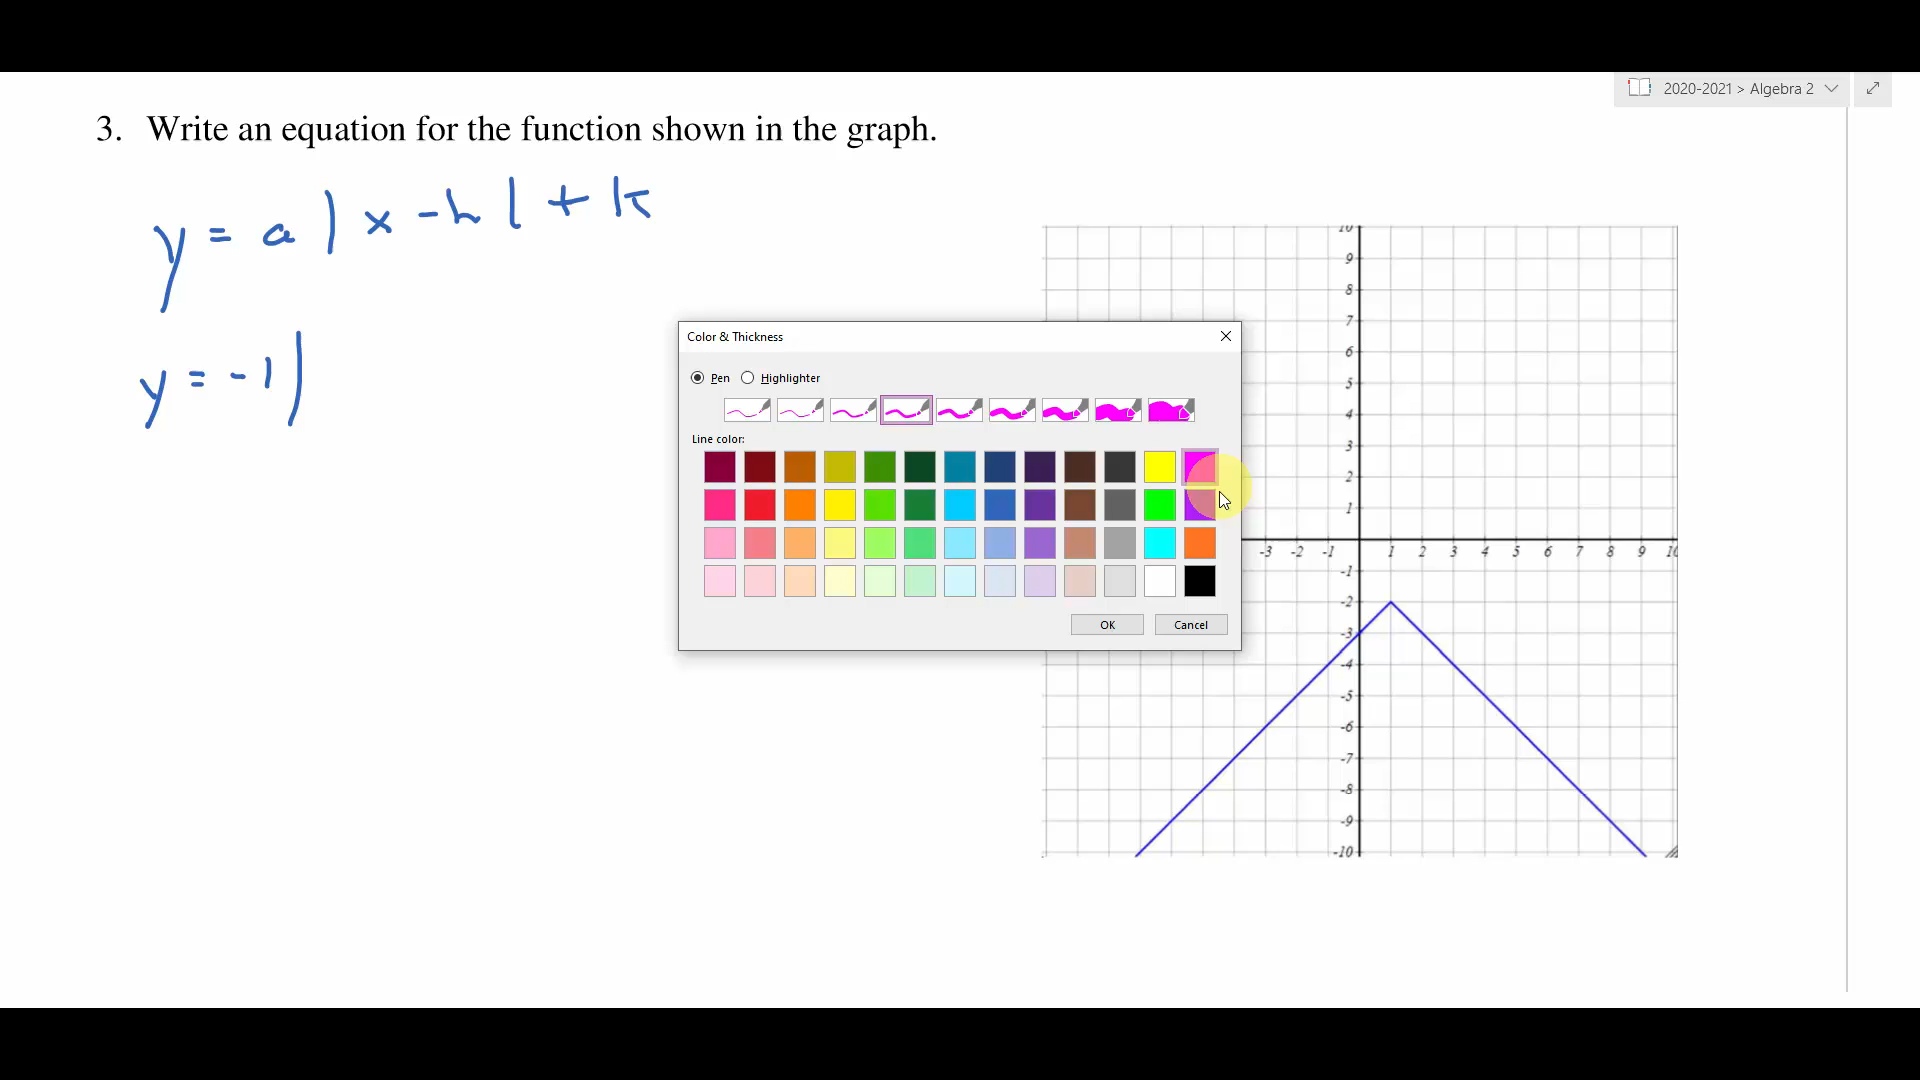 2020-2021 > Algebra 2
3. Write an equation for the function shown in the graph.
y = a | x - h | + k
y = -1|
Color & Thickness
Pen
Highlighter
Line color:
OK
Cancel
10
9
8
7
6
5
4
3
2
1
-3 -2 -1 1 2 3 4 5 6 7 8 9 10
-1
-2
-3
-4
-5
-6
-7
-8
-9
-10